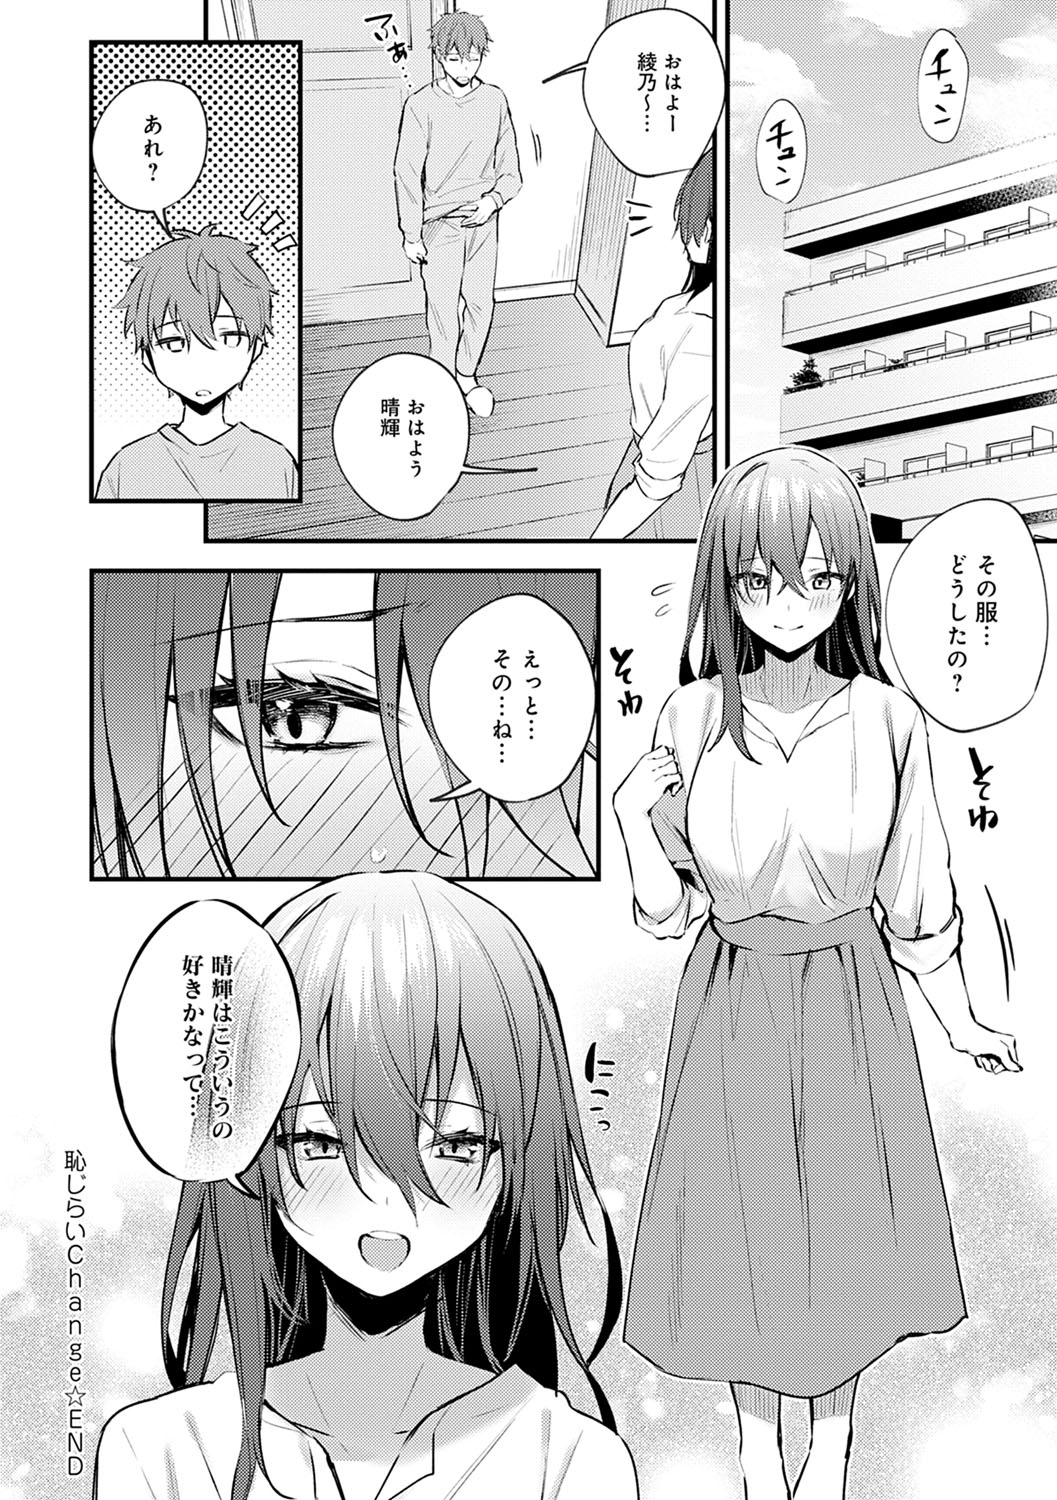 チュン
チュン
おはよー
綾乃〜…
ふぁ…
おはよう
晴輝
あれ?
その服…
どうしたの?
そわ
そわ
えっと…
その…ね…
晴輝はこういうの
好きかなって…
にこっ
恥じらいChange☆END